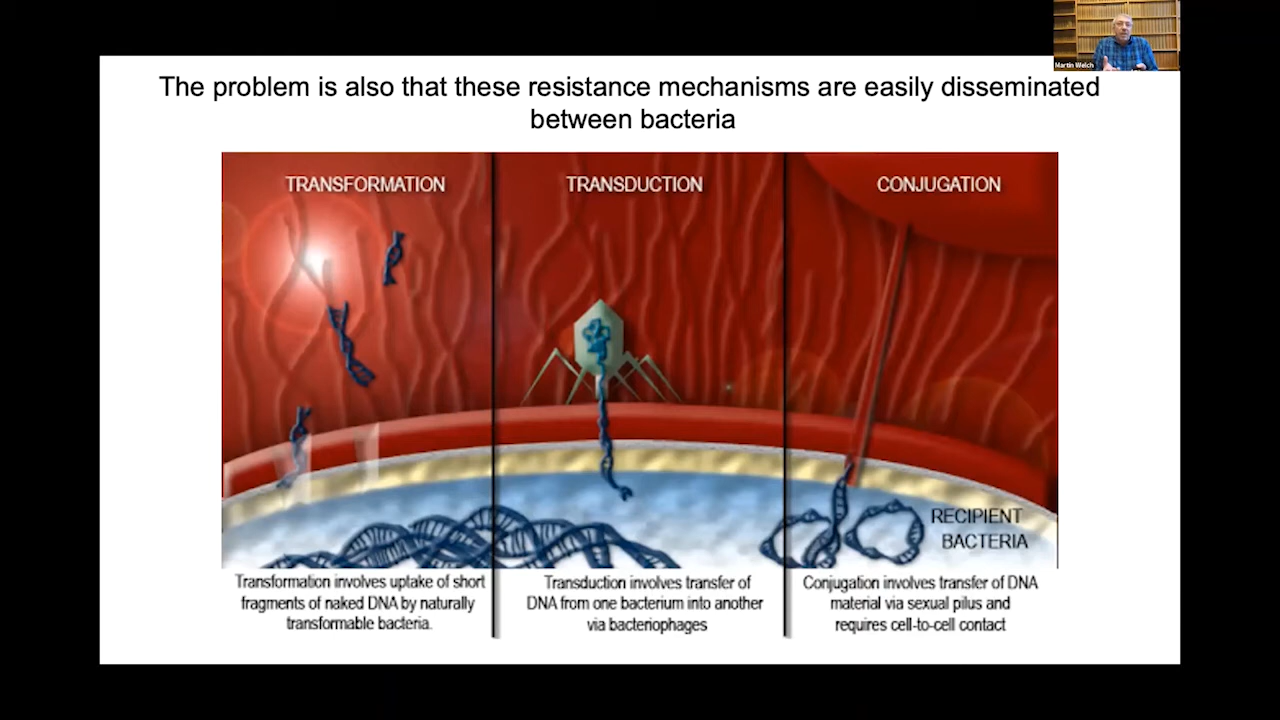 Martin Welch
The problem is also that these resistance mechanisms are easily disseminated
between bacteria
TRANSFORMATION
TRANSDUCTION
CONJUGATION
RECIPIENT
BACTERIA
Transformation involves uptake of short
fragments of naked DNA by naturally
transformable bacteria.
Transduction involves transfer of
DNA from one bacterium into another
via bacteriophages
Conjugation involves transfer of DNA
material via sexual pilus and
requires cell-to-cell contact